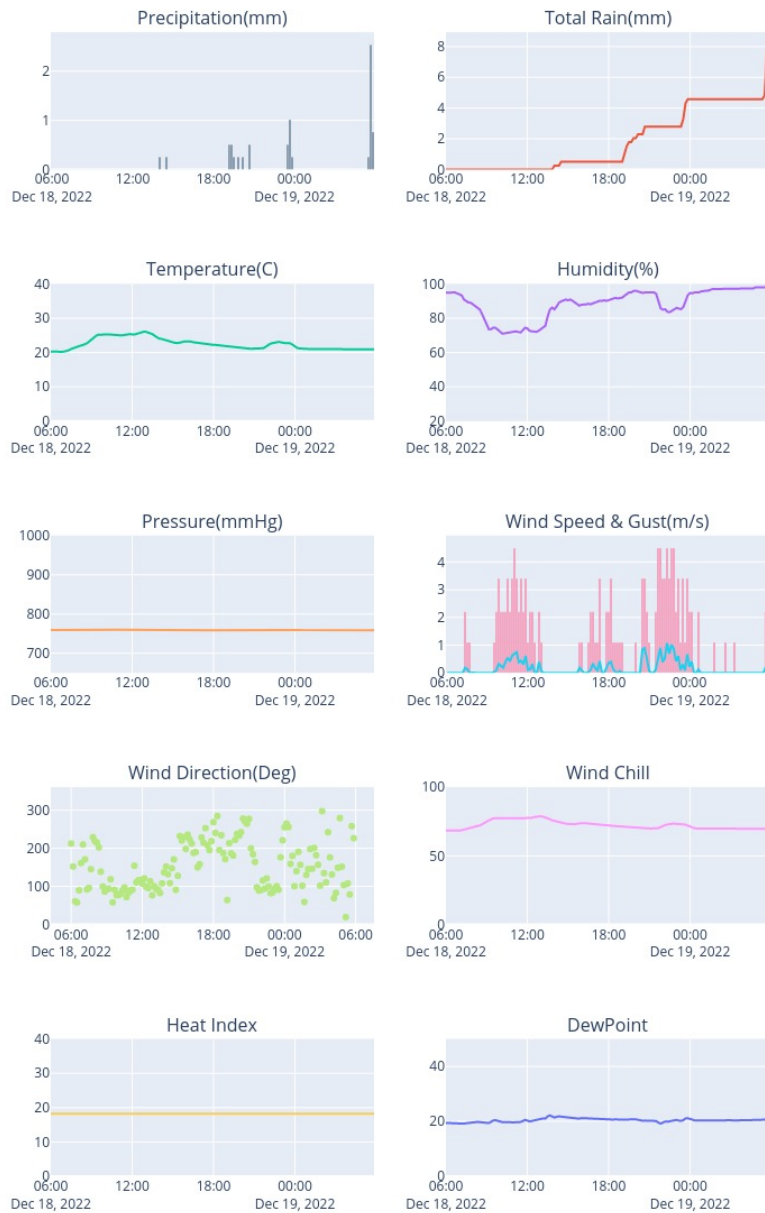 Precipitation(mm)
2
1
0
06:00
Dec 18, 2022
12:00
18:00
00:00
Dec 19, 2022
Total Rain(mm)
8
6
4
2
0
06:00
Dec 18, 2022
12:00
18:00
00:00
Dec 19, 2022
Temperature(C)
40
30
20
10
0
06:00
Dec 18, 2022
12:00
18:00
00:00
Dec 19, 2022
Humidity(%)
100
80
60
40
20
06:00
Dec 18, 2022
12:00
18:00
00:00
Dec 19, 2022
Pressure(mmHg)
1000
900
800
700
06:00
Dec 18, 2022
12:00
18:00
00:00
Dec 19, 2022
Wind Speed & Gust(m/s)
4
3
2
1
0
06:00
Dec 18, 2022
12:00
18:00
00:00
Dec 19, 2022
Wind Direction(Deg)
300
200
100
0
06:00
Dec 18, 2022
12:00
18:00
00:00
Dec 19, 2022
06:00
Wind Chill
100
50
0
06:00
Dec 18, 2022
12:00
18:00
00:00
Dec 19, 2022
Heat Index
40
30
20
10
0
06:00
Dec 18, 2022
12:00
18:00
00:00
Dec 19, 2022
DewPoint
40
20
0
06:00
Dec 18, 2022
12:00
18:00
00:00
Dec 19, 2022